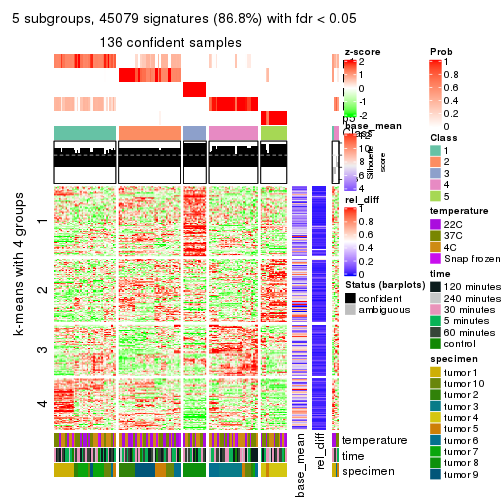 5 subgroups, 45079 signatures (86.8%) with fdr < 0.05
136 confident samples
k-means with 4 groups
1
2
3
4
Class
Silhouette
score
temperature
time
specimen
base_mean
rel_diff
z-score
2
1
0
-1
-2
base_mean
12
10
8
6
rel_diff
1
0.8
0.6
0.4
0.2
0
Status (barplots)
confident
ambiguous
Prob
1
0.8
0.6
0.4
0.2
0
Class
1
2
3
4
5
temperature
22C
37C
4C
Snap frozen
time
120 minutes
240 minutes
30 minutes
5 minutes
60 minutes
control
specimen
tumor 1
tumor 10
tumor 2
tumor 3
tumor 4
tumor 5
tumor 6
tumor 7
tumor 8
tumor 9